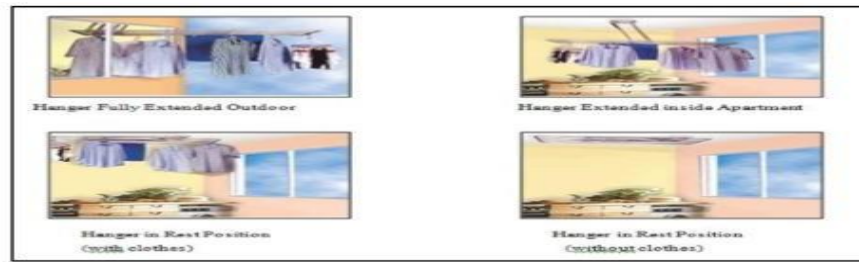 Hanger Fully Extended Outdoor
Hanger Extended inside Apartment
Hanger in Rest Position
(with clothes)
Hanger in Rest Position
(without clothes)